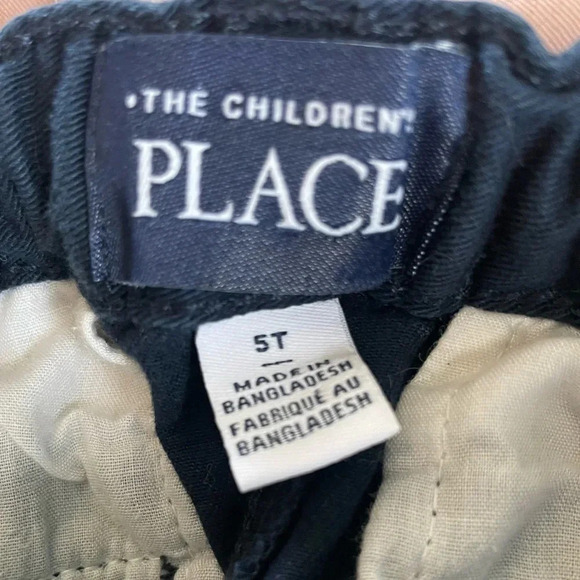 THE CHILDREN'S
PLACE
5T
MADE IN
BANGLADESH
FABRIQUÉ AU
BANGLADESH